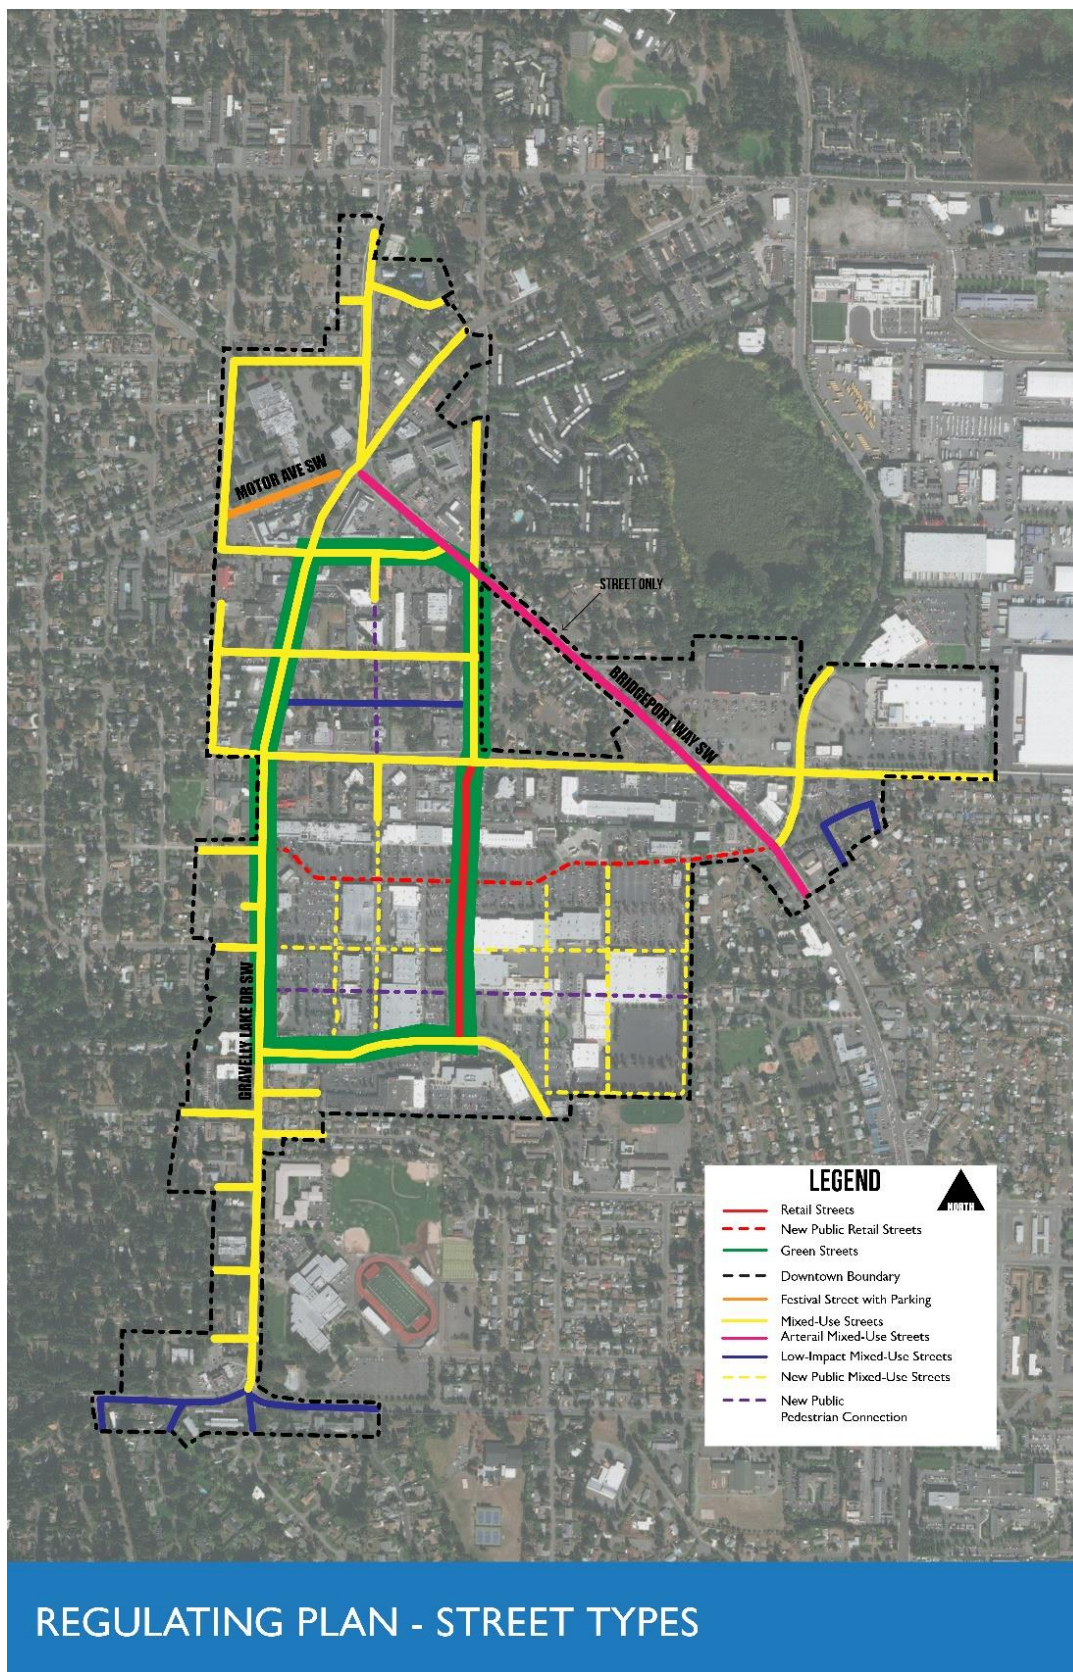 MOTOR AVE SW
STREET ONLY
BRIDGEPORT WAY SW
GRAVELLY LAKE DR SW
LEGEND
NORTH
Retail Streets
New Public Retail Streets
Green Streets
Downtown Boundary
Festival Street with Parking
Mixed-Use Streets
Arterail Mixed-Use Streets
Low-Impact Mixed-Use Streets
New Public Mixed-Use Streets
New Public
Pedestrian Connection
REGULATING PLAN - STREET TYPES